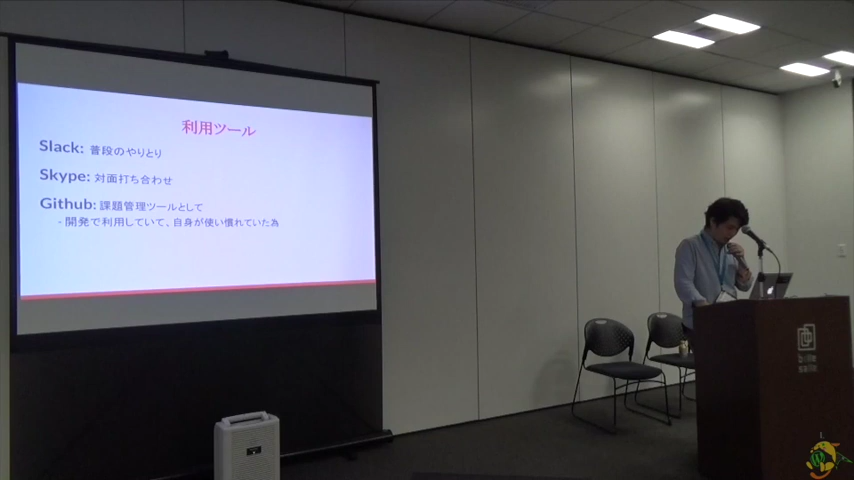 利用ツール
Slack: 普段のやりとり
Skype: 対面打ち合わせ
Github: 課題管理ツールとして
- 開発で利用していて、自身が使い慣れていた為
belle
salle